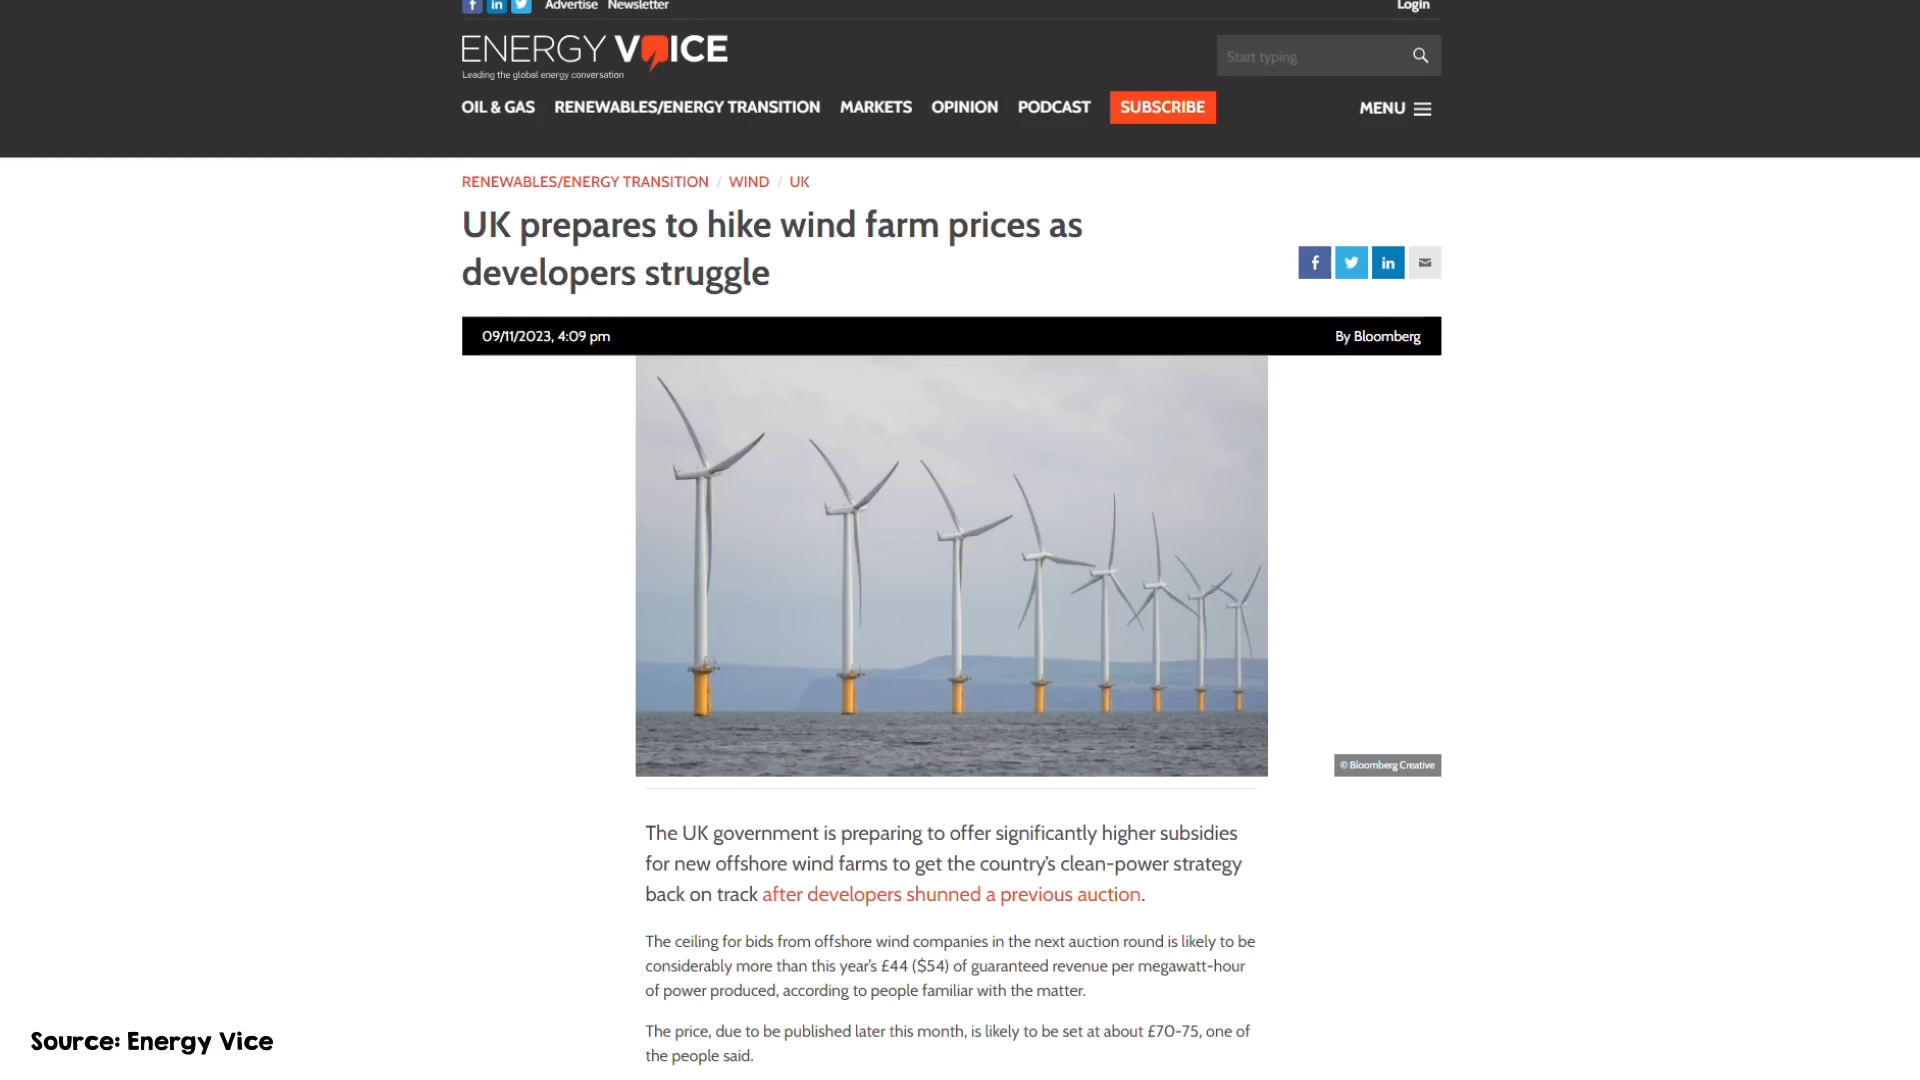 Advertise Newsletter Login
ENERGY VOICE
Leading the global energy conversation
Start typing
OIL & GAS RENEWABLES/ENERGY TRANSITION MARKETS OPINION PODCAST SUBSCRIBE MENU
RENEWABLES/ENERGY TRANSITION / WIND / UK
UK prepares to hike wind farm prices as
developers struggle
09/11/2023, 4:09 pm By Bloomberg
© Bloomberg Creative
The UK government is preparing to offer significantly higher subsidies
for new offshore wind farms to get the country's clean-power strategy
back on track after developers shunned a previous auction.
The ceiling for bids from offshore wind companies in the next auction round is likely to be
considerably more than this year's £44 ($54) of guaranteed revenue per megawatt-hour
of power produced, according to people familiar with the matter.
The price, due to be published later this month, is likely to be set at about £70-75, one of
the people said.
Source: Energy Vice